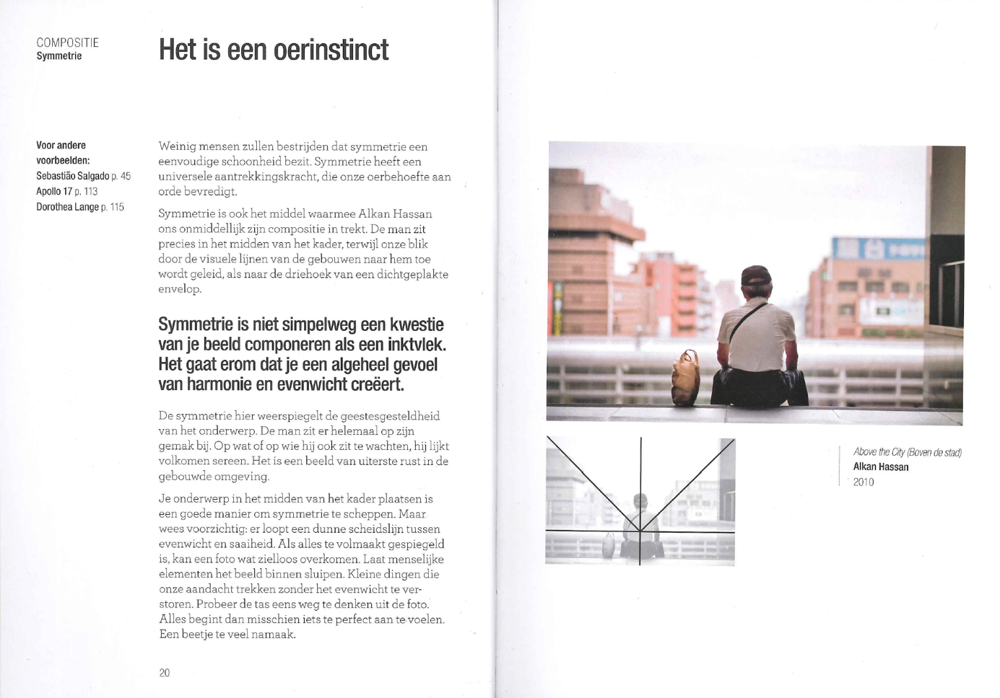 COMPOSITIE
Symmetrie
Het is een oerinstinct
Voor andere
voorbeelden:
Sebastião Salgado p. 45
Apollo 17 p. 113
Dorothea Lange p. 115
Weinig mensen zullen bestrijden dat symmetrie een
eenvoudige schoonheid bezit. Symmetrie heeft een
universele aantrekkingskracht, die onze oerbehoefte aan
orde bevredigt.
Symmetrie is ook het middel waarmee Alkan Hassan
ons onmiddellijk zijn compositie in trekt. De man zit
precies in het midden van het kader, terwijl onze blik
door de visuele lijnen van de gebouwen naar hem toe
wordt geleid, als naar de driehoek van een dichtgeplakte
envelop.
Symmetrie is niet simpelweg een kwestie
van je beeld componeren als een inktvlek.
Het gaat erom dat je een algeheel gevoel
van harmonie en evenwicht creëert.
De symmetrie hier weerspiegelt de geestesgesteldheid
van het onderwerp. De man zit er helemaal op zijn
gemak bij. Op wat of op wie hij ook zit te wachten, hij lijkt
volkomen sereen. Het is een beeld van uiterste rust in de
gebouwde omgeving.
Je onderwerp in het midden van het kader plaatsen is
een goede manier om symmetrie te scheppen. Maar
wees voorzichtig: er loopt een dunne scheidslijn tussen
evenwicht en saaiheid. Als alles te volmaakt gespiegeld
is, kan een foto wat zielloos overkomen. Laat menselijke
elementen het beeld binnen sluipen. Kleine dingen die
onze aandacht trekken zonder het evenwicht te ver-
storen. Probeer de tas eens weg te denken uit de foto.
Alles begint dan misschien iets te perfect aan te voelen.
Een beetje te veel namaak.
20
Above the City (Boven de stad)
Alkan Hassan
2010